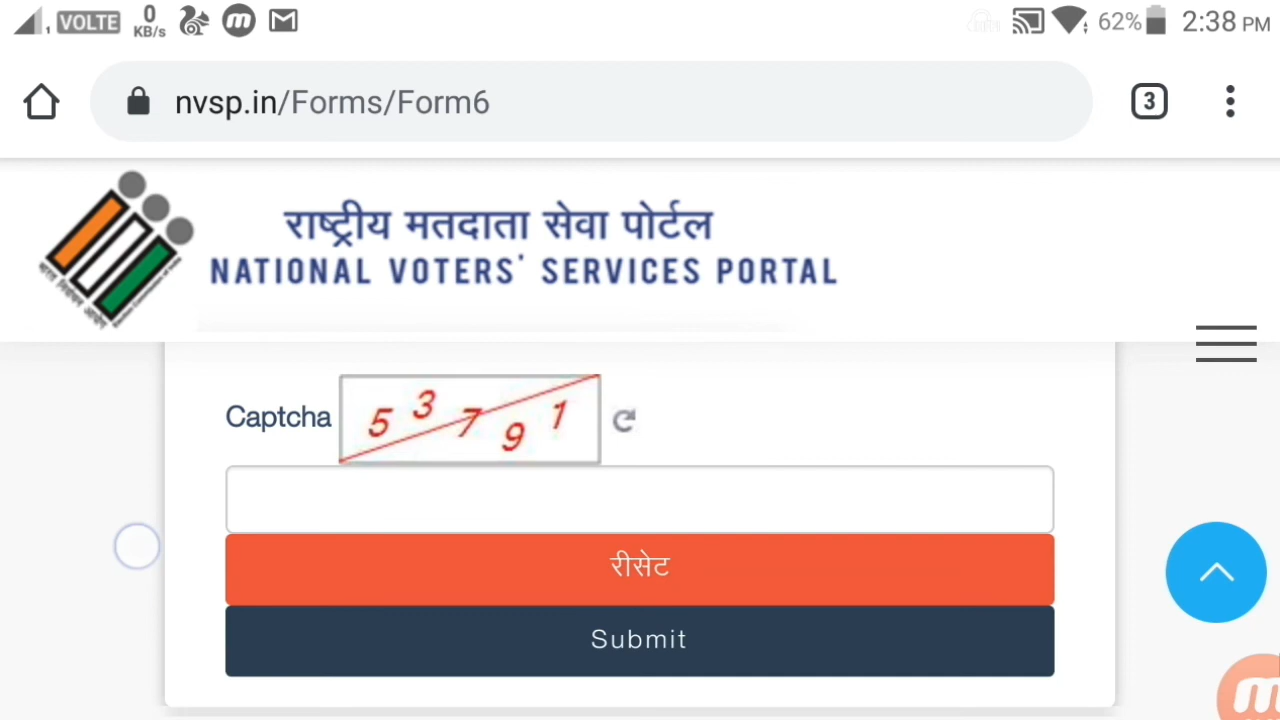 1 VOLTE 0 KB/s m 62% 2:38 PM
nvsp.in/Forms/Form6 3
राष्ट्रीय मतदाता सेवा पोर्टल
NATIONAL VOTERS' SERVICES PORTAL
Captcha 5 3 7 9 1
रीसेट
Submit
m